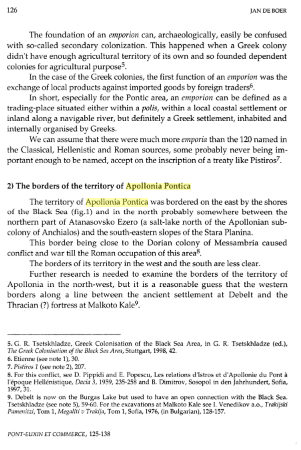 126
JAN DE BOER
The foundation of an emporion can, archaeologically, easily be confused
with so-called secondary colonization. This happened when a Greek colony
didn't have enough agricultural territory of its own and so founded dependent
colonies for agricultural purpose5.
In the case of the Greek colonies, the first function of an emporion was the
exchange of local products against imported goods by foreign traders6.
In short, especially for the Pontic area, an emporion can be defined as a
trading-place situated either within a polis, within a local coastal settlement or
inland along a navigable river, but definitely a Greek settlement, inhabited and
internally organised by Greeks.
We can assume that there were much more emporia than the 120 named in
the Classical, Hellenistic and Roman sources, some probably never being im-
portant enough to be named, accept on the inscription of a treaty like Pistiros7.
2) The borders of the territory of Apollonia Pontica
The territory of Apollonia Pontica was bordered on the east by the shores
of the Black Sea (fig.1) and in the north probably somewhere between the
northern part of Atanasovsko Ezero (a salt-lake north of the Apollonian sub-
colony of Anchialos) and the south-eastern slopes of the Stara Planina.
This border being close to the Dorian colony of Messambria caused
conflict and war till the Roman occupation of this area8.
The borders of its territory in the west and the south are less clear.
Further research is needed to examine the borders of the territory of
Apollonia in the north-west, but it is a reasonable guess that the western
borders along a line between the ancient settlement at Debelt and the
Thracian (?) fortress at Malkoto Kale9.
5. G. R. Tsetskhladze, Greek Colonisation of the Black Sea Area, in G. R. Tsetskhladze (ed.),
The Greek Colonisation of the Black Sea Area, Stuttgart, 1998, 42.
6. Etienne (see note 1), 30.
7. Pistiros I (see note 2), 207.
8. For this conflict, see D. Pippidi and E. Popescu, Les relations d'Istros et d'Apollonie du Pont à
l'époque Hellénistique, Dacia 3, 1959, 235-258 and B. Dimitrov, Sosopol in den Jahrhundert, Sofia,
1997, 31.
9. Debelt is now on the Burgas Lake but used to have an open connection with the Black Sea.
Tsetskhladze (see note 5), 59-60. For the excavations at Malkoto Kale see I. Venedikov a.o., Trakijski
Pametnizi, Tom 1, Megaliti v Trakija, Tom 1, Sofia, 1976, (in Bulgarian), 128-157.
PONT-EUXIN ET COMMERCE, 125-138